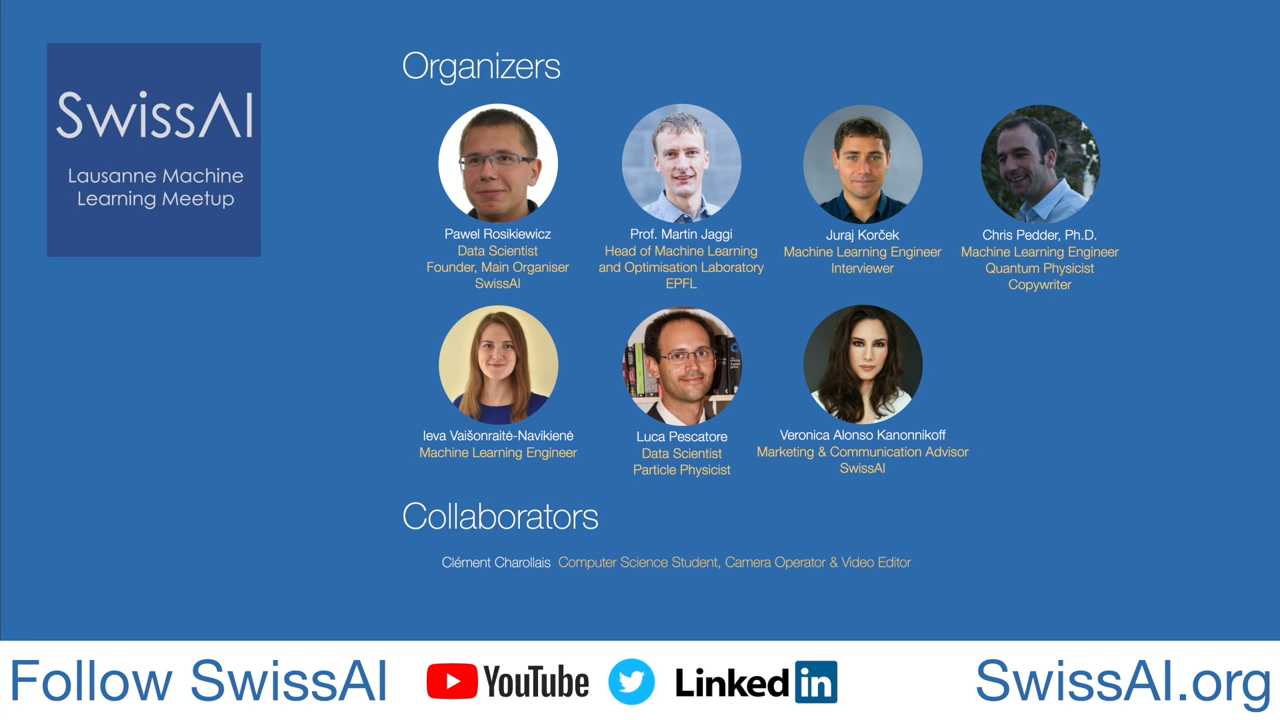 SwissAI
Lausanne Machine
Learning Meetup
Organizers
Pawel Rosikiewicz
Data Scientist
Founder, Main Organiser
SwissAI
Prof. Martin Jaggi
Head of Machine Learning
and Optimisation Laboratory
EPFL
Juraj Korček
Machine Learning Engineer
Interviewer
Chris Pedder, Ph.D.
Machine Learning Engineer
Quantum Physicist
Copywriter
Ieva Vaišonraitė-Navikienė
Machine Learning Engineer
Luca Pescatore
Data Scientist
Particle Physicist
Veronica Alonso Kanonnikoff
Marketing & Communication Advisor
SwissAI
Collaborators
Clément Charollais Computer Science Student, Camera Operator & Video Editor
Follow SwissAI YouTube Linked in SwissAI.org